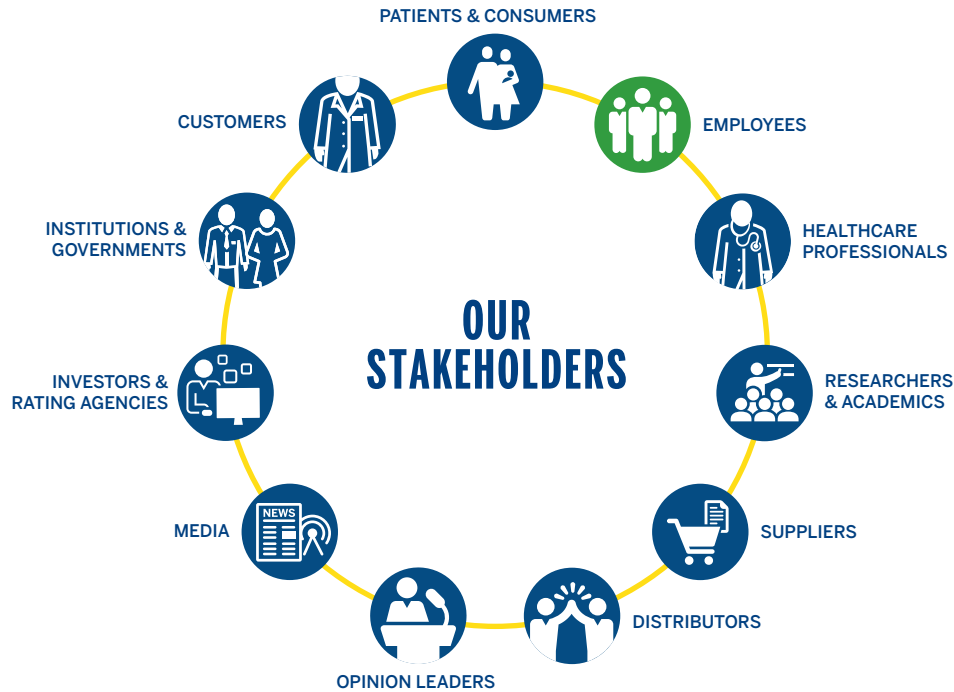 PATIENTS & CONSUMERS
EMPLOYEES
HEALTHCARE
PROFESSIONALS
RESEARCHERS
& ACADEMICS
SUPPLIERS
DISTRIBUTORS
OPINION LEADERS
MEDIA
NEWS
INVESTORS &
RATING AGENCIES
INSTITUTIONS &
GOVERNMENTS
CUSTOMERS
OUR
STAKEHOLDERS